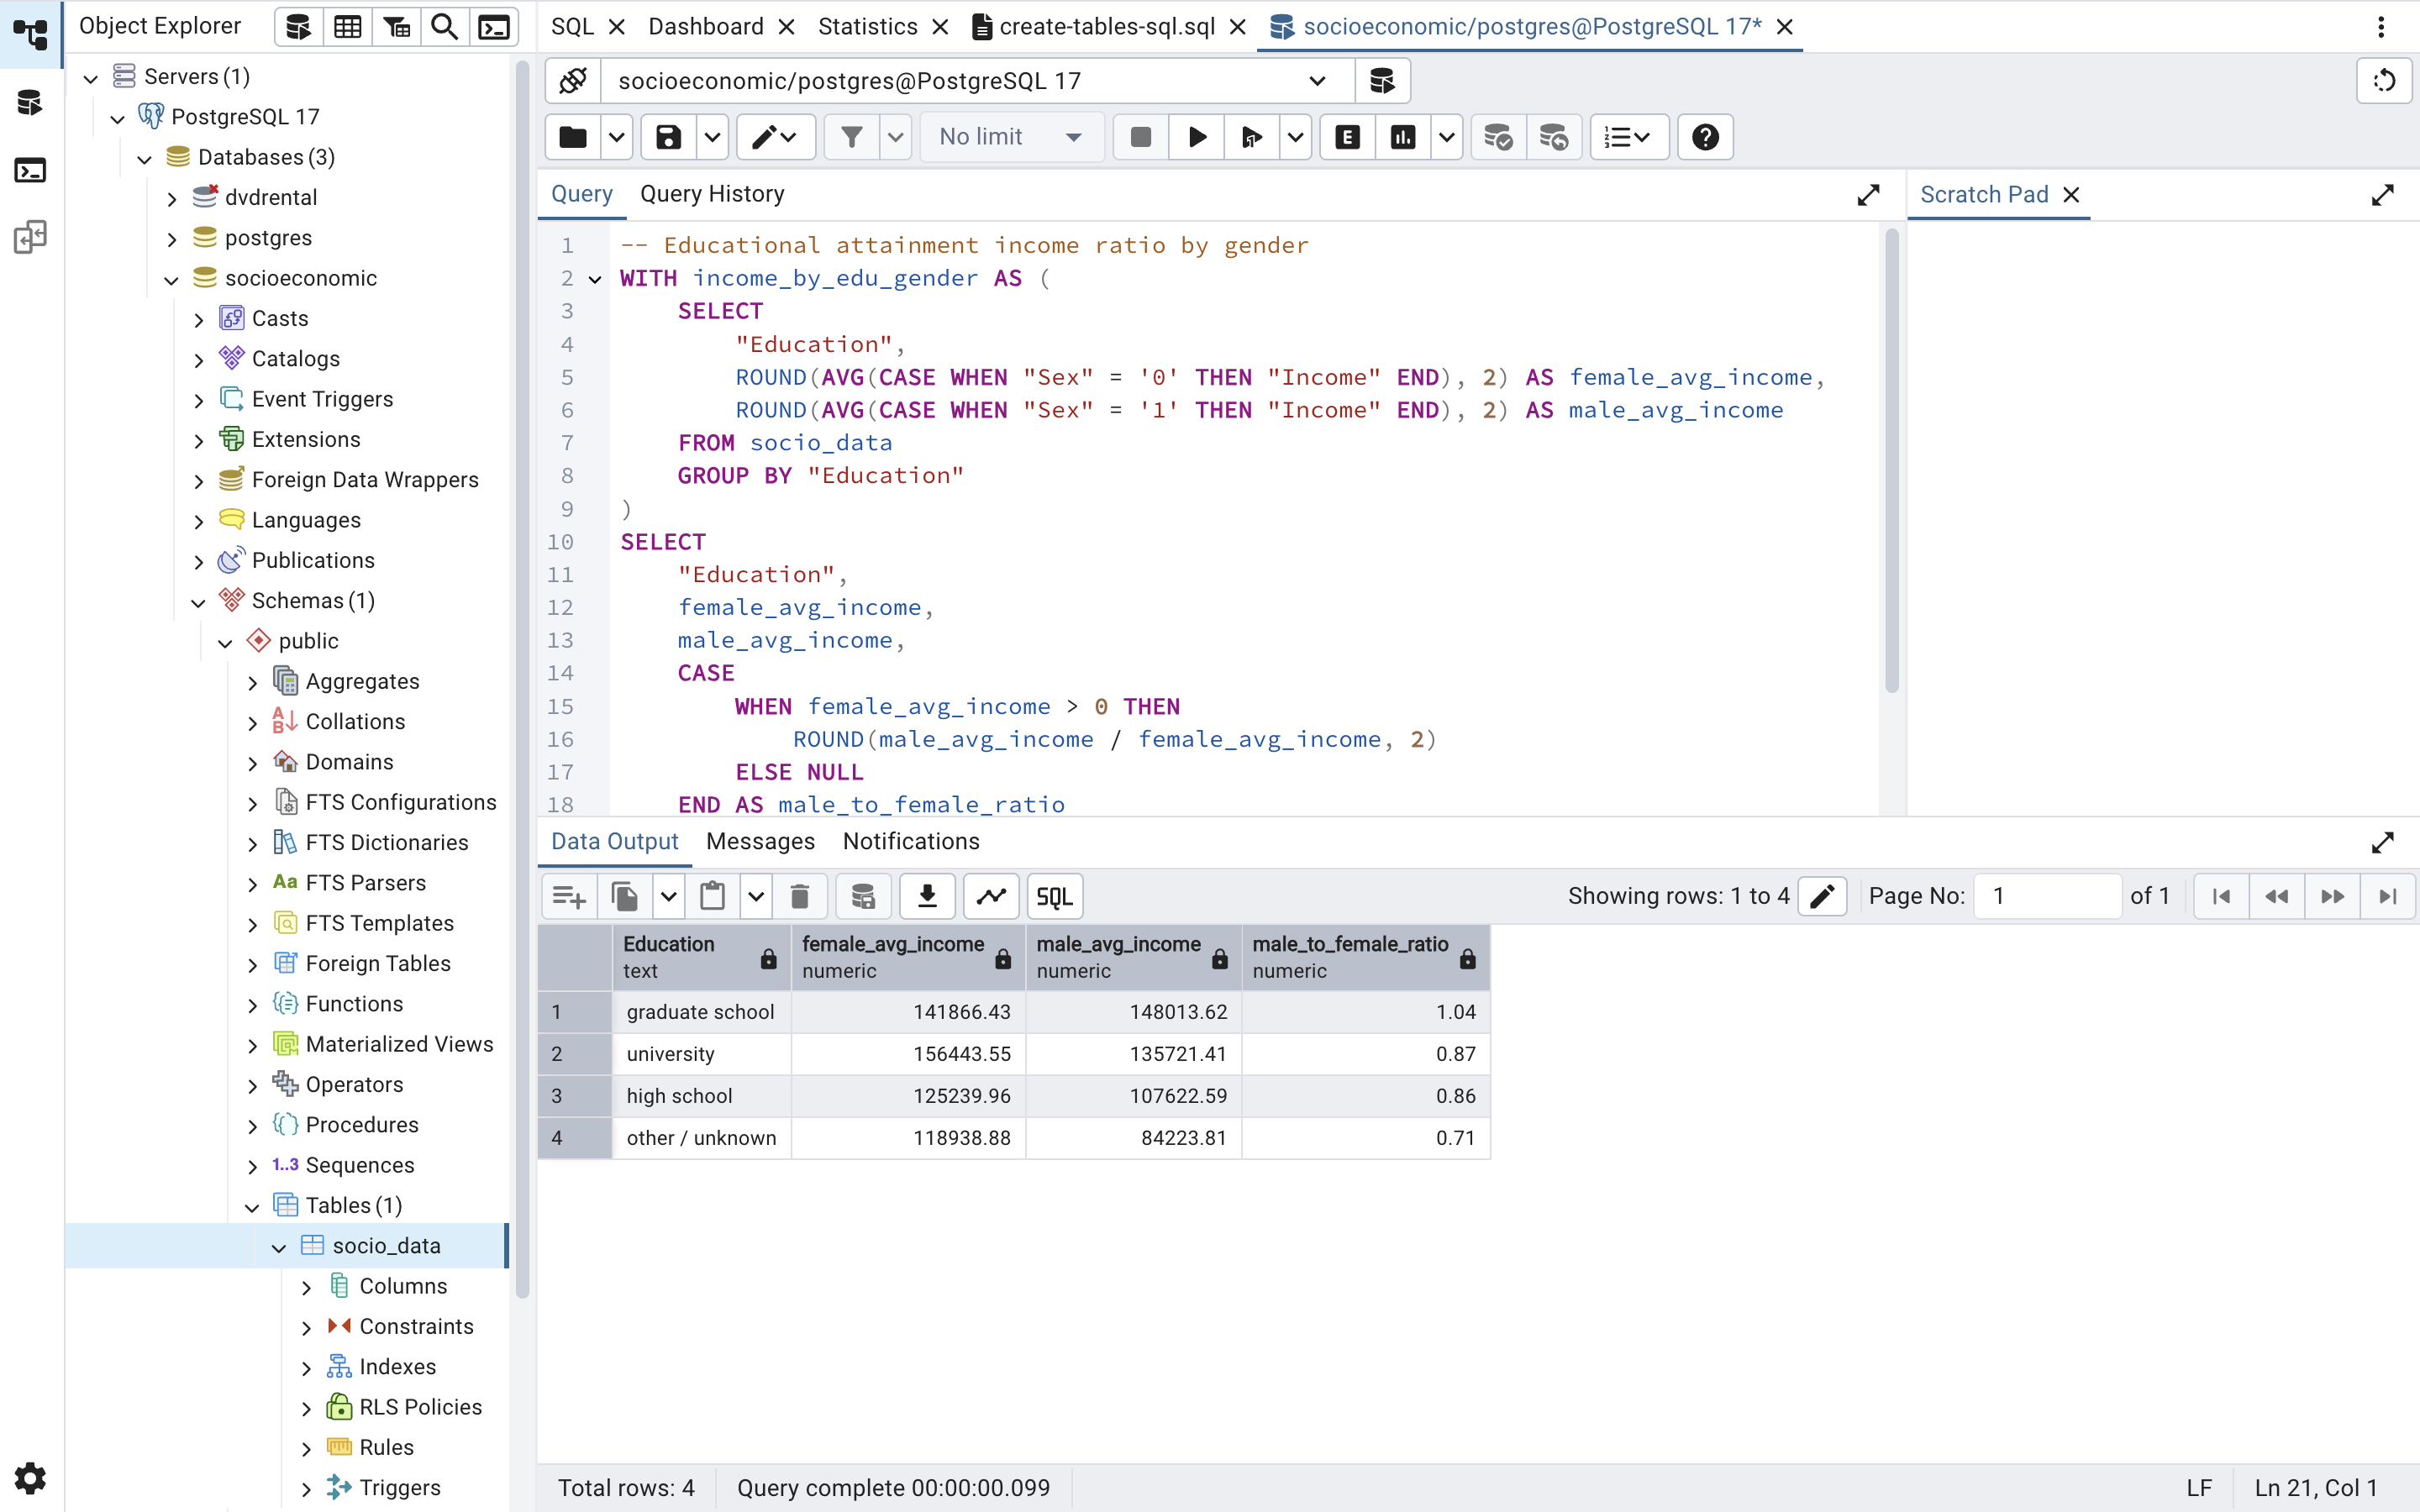 Object Explorer
Servers (1)
PostgreSQL 17
Databases (3)
dvdrental
postgres
socioeconomic
Casts
Catalogs
Event Triggers
Extensions
Foreign Data Wrappers
Languages
Publications
Schemas (1)
public
Aggregates
Collations
Domains
FTS Configurations
FTS Dictionaries
Aa FTS Parsers
FTS Templates
Foreign Tables
Functions
Materialized Views
Operators
Procedures
1..3 Sequences
Tables (1)
socio_data
Columns
Constraints
Indexes
RLS Policies
Rules
Triggers
SQL Dashboard Statistics create-tables-sql.sql socioeconomic/postgres@PostgreSQL 17*
socioeconomic/postgres@PostgreSQL 17
No limit E
Query Query History
Scratch Pad
1 -- Educational attainment income ratio by gender
2 WITH income_by_edu_gender AS (
3 SELECT
4 "Education",
5 ROUND(AVG(CASE WHEN "Sex" = '0' THEN "Income" END), 2) AS female_avg_income,
6 ROUND(AVG(CASE WHEN "Sex" = '1' THEN "Income" END), 2) AS male_avg_income
7 FROM socio_data
8 GROUP BY "Education"
9 )
10 SELECT
11 "Education",
12 female_avg_income,
13 male_avg_income,
14 CASE
15 WHEN female_avg_income > 0 THEN
16 ROUND(male_avg_income / female_avg_income, 2)
17 ELSE NULL
18 END AS male_to_female_ratio
Data Output Messages Notifications
SQL Showing rows: 1 to 4 Page No: 1 of 1
Education female_avg_income male_avg_income male_to_female_ratio
text numeric numeric numeric
1 graduate school 141866.43 148013.62 1.04
2 university 156443.55 135721.41 0.87
3 high school 125239.96 107622.59 0.86
4 other / unknown 118938.88 84223.81 0.71
Total rows: 4 Query complete 00:00:00.099 LF Ln 21, Col 1